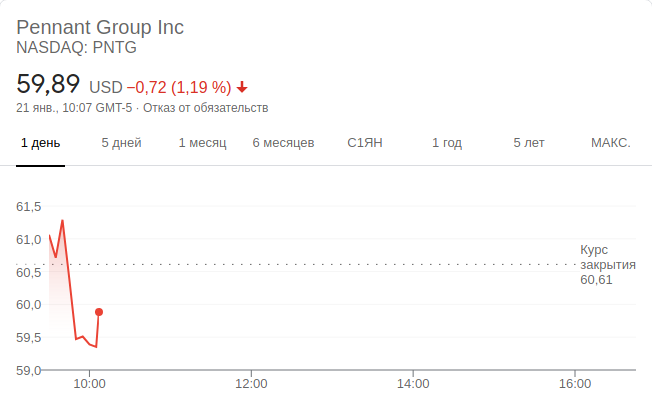 Pennant Group Inc
NASDAQ: PNTG
59,89 USD −0,72 (1,19 %)
21 янв., 10:07 GMT-5 · Отказ от обязательств
1 день 5 дней 1 месяц 6 месяцев С1ЯН 1 год 5 лет МАКС.
61,5
61,0
60,5
60,0
59,5
59,0
Курс
закрытия
60,61
10:00 12:00 14:00 16:00